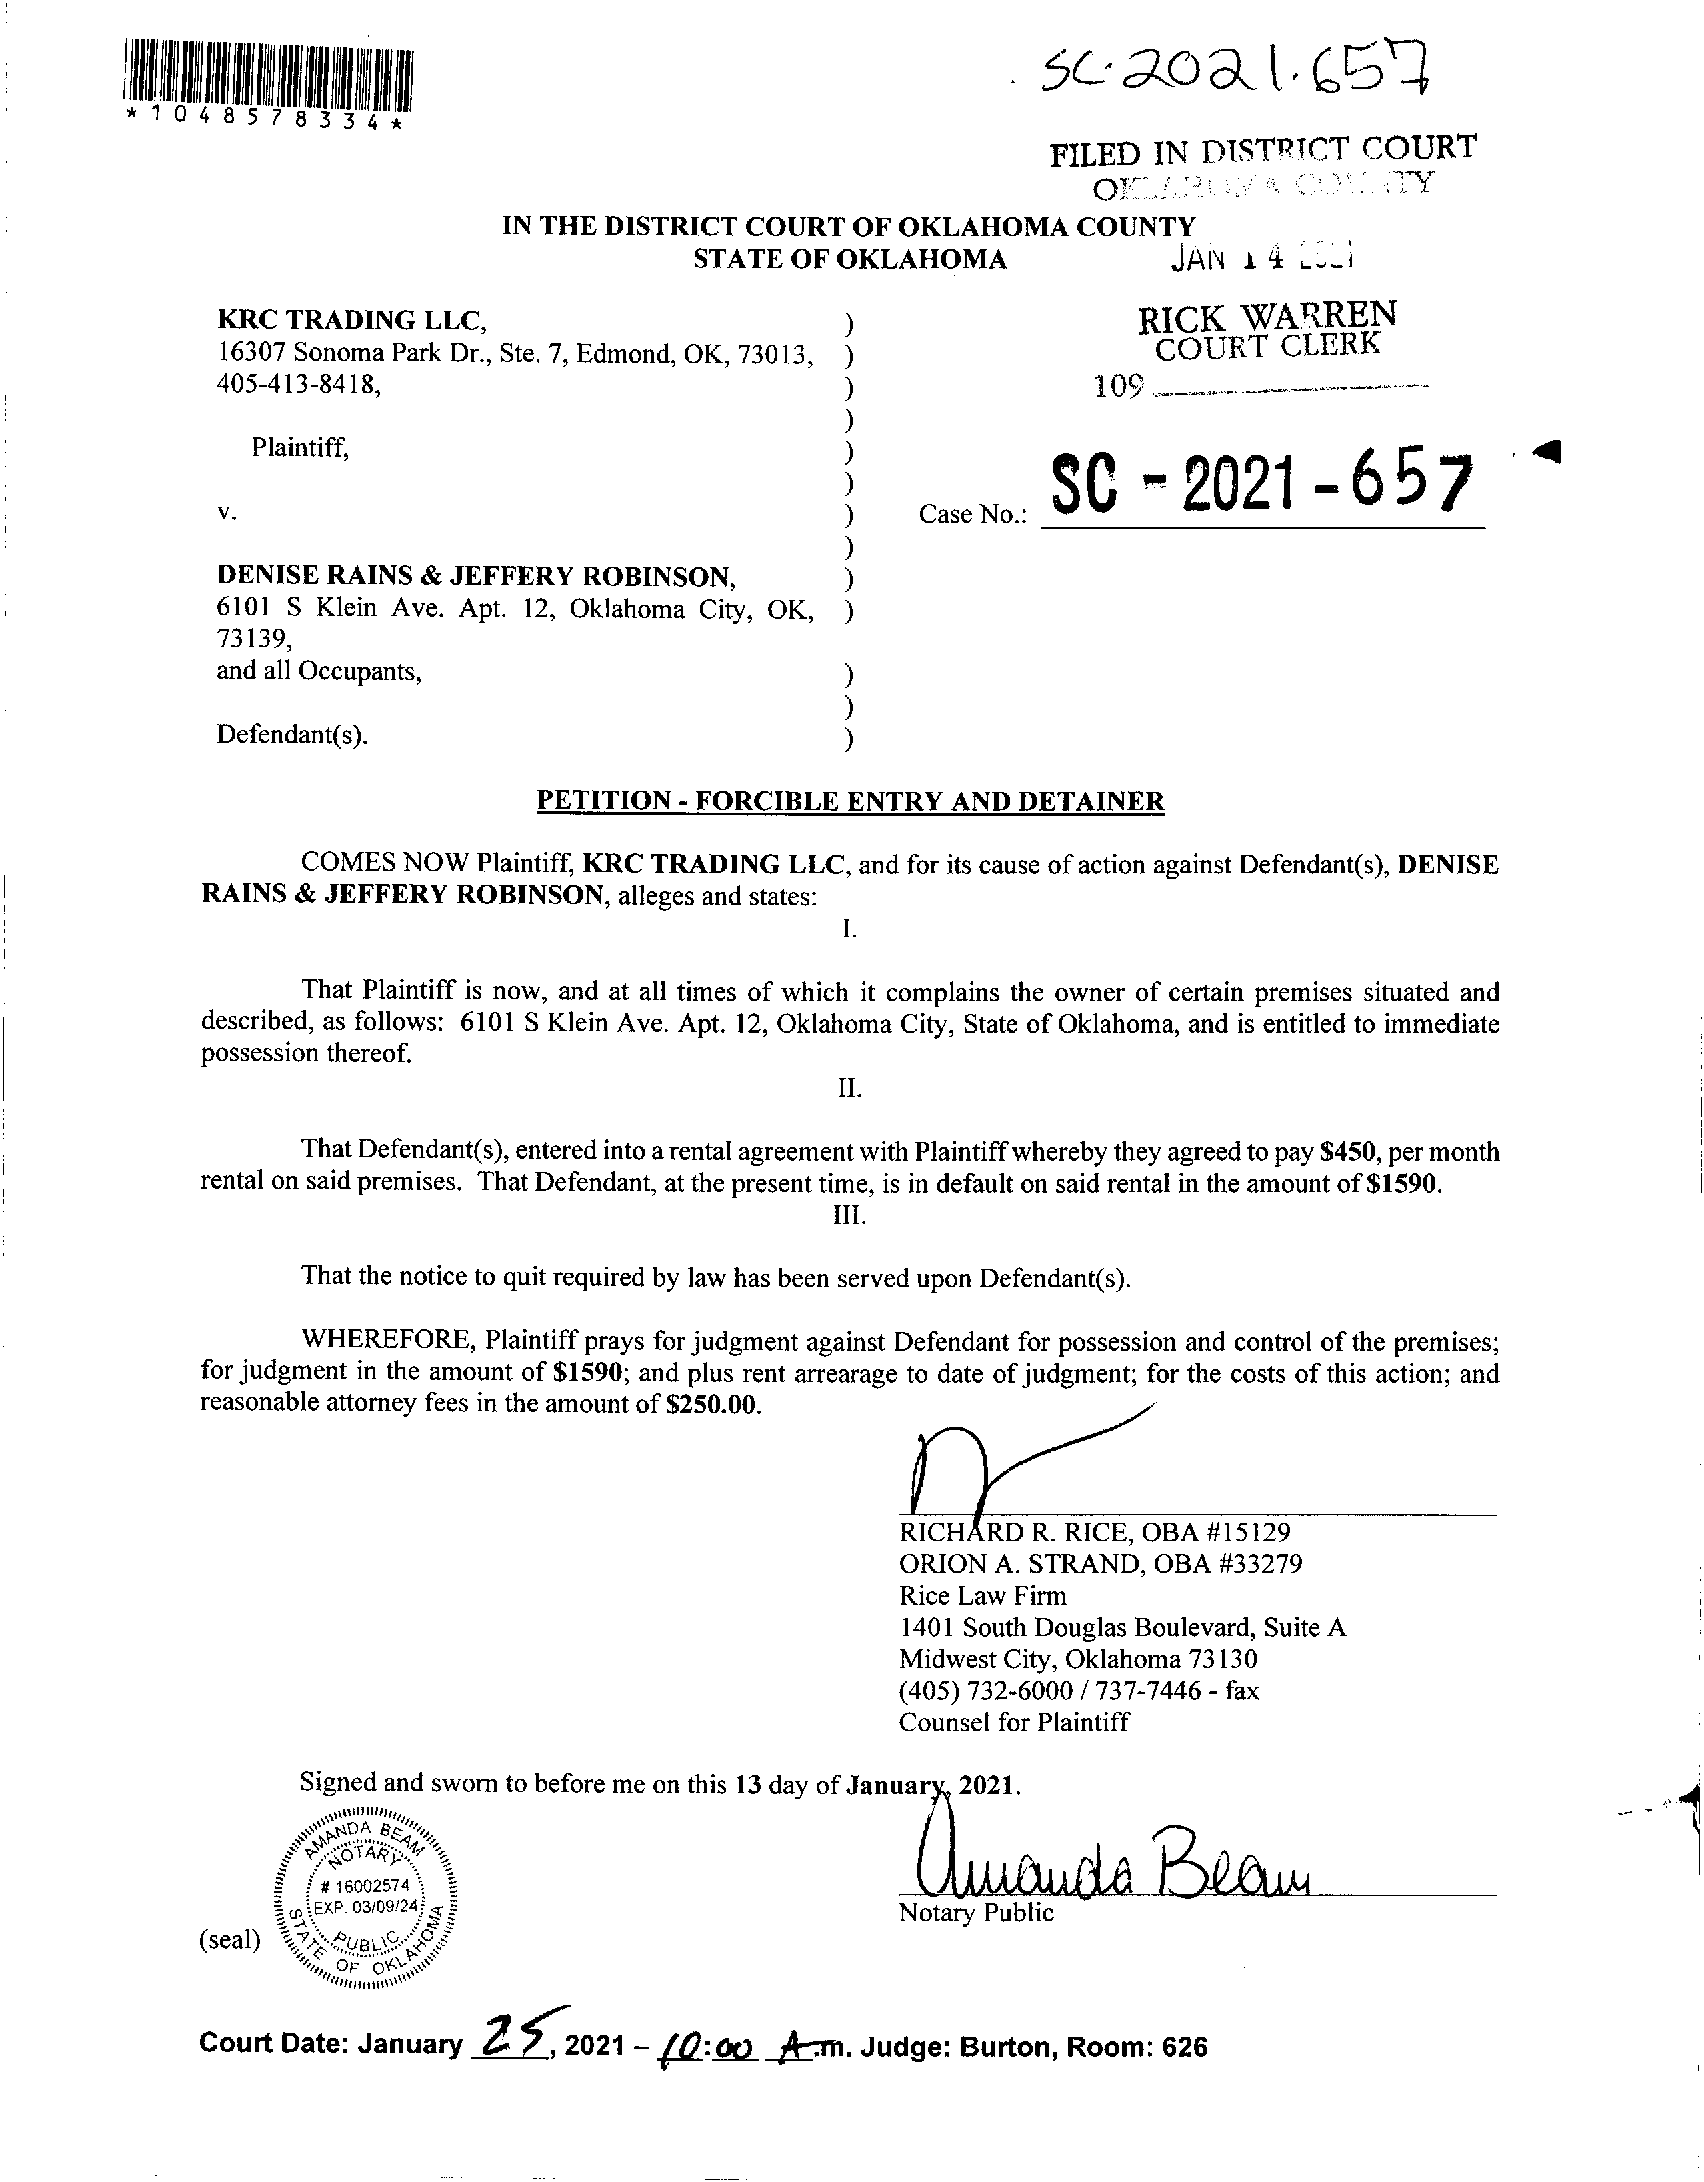 *1048578334*
SC-2021-657
FILED IN DISTRICT COURT
OKLAHOMA COUNTY
IN THE DISTRICT COURT OF OKLAHOMA COUNTY
STATE OF OKLAHOMA
JAN 14 2021
KRC TRADING LLC, )
16307 Sonoma Park Dr., Ste. 7, Edmond, OK, 73013, )
405-413-8418, )
)
RICK WARREN
COURT CLERK
109
Plaintiff, )
)
v. )
Case No.: SC - 2021 - 657
)
DENISE RAINS & JEFFERY ROBINSON, )
6101 S Klein Ave. Apt. 12, Oklahoma City, OK, )
73139,
and all Occupants, )
)
Defendant(s). )
PETITION - FORCIBLE ENTRY AND DETAINER
COMES NOW Plaintiff, KRC TRADING LLC, and for its cause of action against Defendant(s), DENISE
RAINS & JEFFERY ROBINSON, alleges and states:
I.
That Plaintiff is now, and at all times of which it complains the owner of certain premises situated and
described, as follows: 6101 S Klein Ave. Apt. 12, Oklahoma City, State of Oklahoma, and is entitled to immediate
possession thereof.
II.
That Defendant(s), entered into a rental agreement with Plaintiff whereby they agreed to pay $450, per month
rental on said premises. That Defendant, at the present time, is in default on said rental in the amount of $1590.
III.
That the notice to quit required by law has been served upon Defendant(s).
WHEREFORE, Plaintiff prays for judgment against Defendant for possession and control of the premises;
for judgment in the amount of $1590; and plus rent arrearage to date of judgment; for the costs of this action; and
reasonable attorney fees in the amount of $250.00.
RICHARD R. RICE, OBA #15129
ORION A. STRAND, OBA #33279
Rice Law Firm
1401 South Douglas Boulevard, Suite A
Midwest City, Oklahoma 73130
(405) 732-6000 / 737-7446 - fax
Counsel for Plaintiff
Signed and sworn to before me on this 13 day of January, 2021.
AMANDA BEAM
NOTARY
# 16002574
EXP. 03/09/24
PUBLIC
STATE OF OKLAHOMA
Amanda Beam
Notary Public
(seal)
Court Date: January 25, 2021 – 10:00 A.m. Judge: Burton, Room: 626